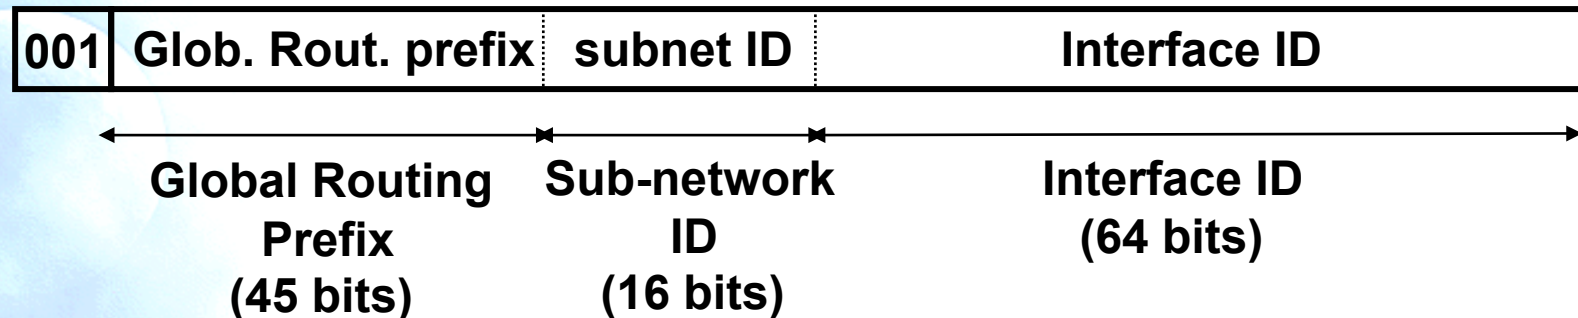 001 Glob. Rout. prefix subnet ID Interface ID
Global Routing Prefix (45 bits)
Sub-network ID (16 bits)
Interface ID (64 bits)